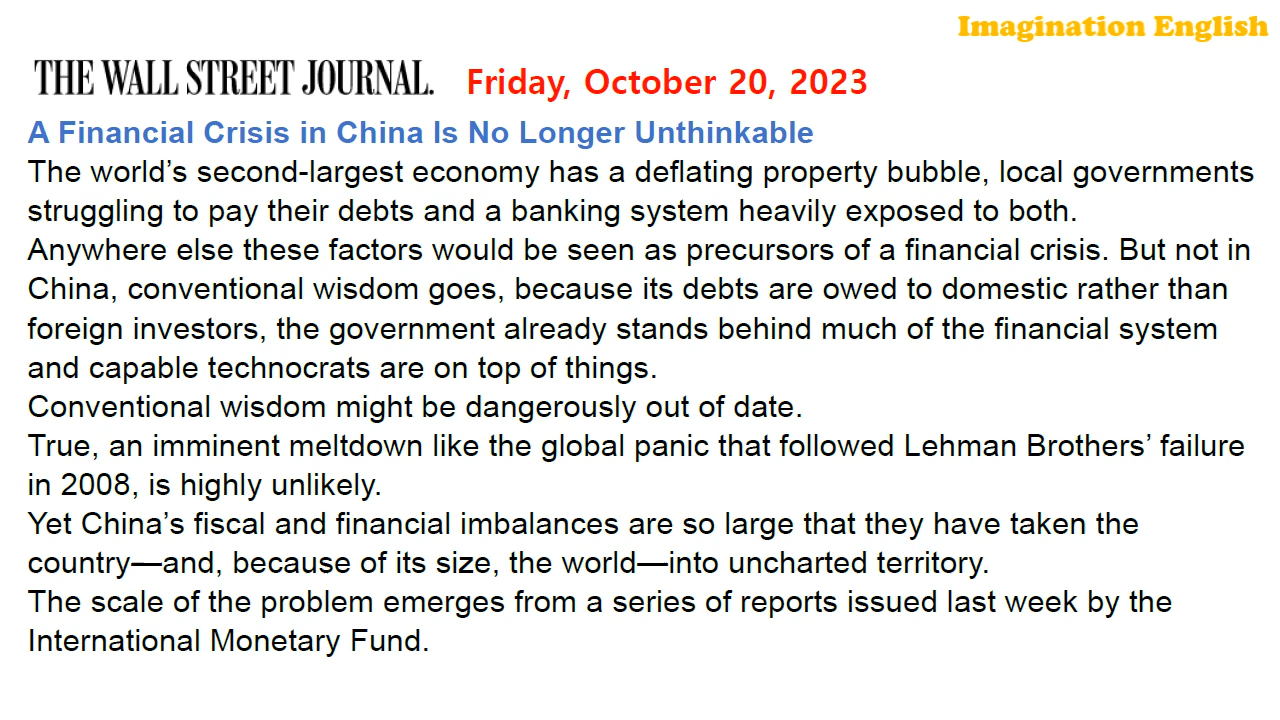 Imagination English
THE WALL STREET JOURNAL. Friday, October 20, 2023
A Financial Crisis in China Is No Longer Unthinkable
The world’s second-largest economy has a deflating property bubble, local governments
struggling to pay their debts and a banking system heavily exposed to both.
Anywhere else these factors would be seen as precursors of a financial crisis. But not in
China, conventional wisdom goes, because its debts are owed to domestic rather than
foreign investors, the government already stands behind much of the financial system
and capable technocrats are on top of things.
Conventional wisdom might be dangerously out of date.
True, an imminent meltdown like the global panic that followed Lehman Brothers’ failure
in 2008, is highly unlikely.
Yet China’s fiscal and financial imbalances are so large that they have taken the
country—and, because of its size, the world—into uncharted territory.
The scale of the problem emerges from a series of reports issued last week by the
International Monetary Fund.